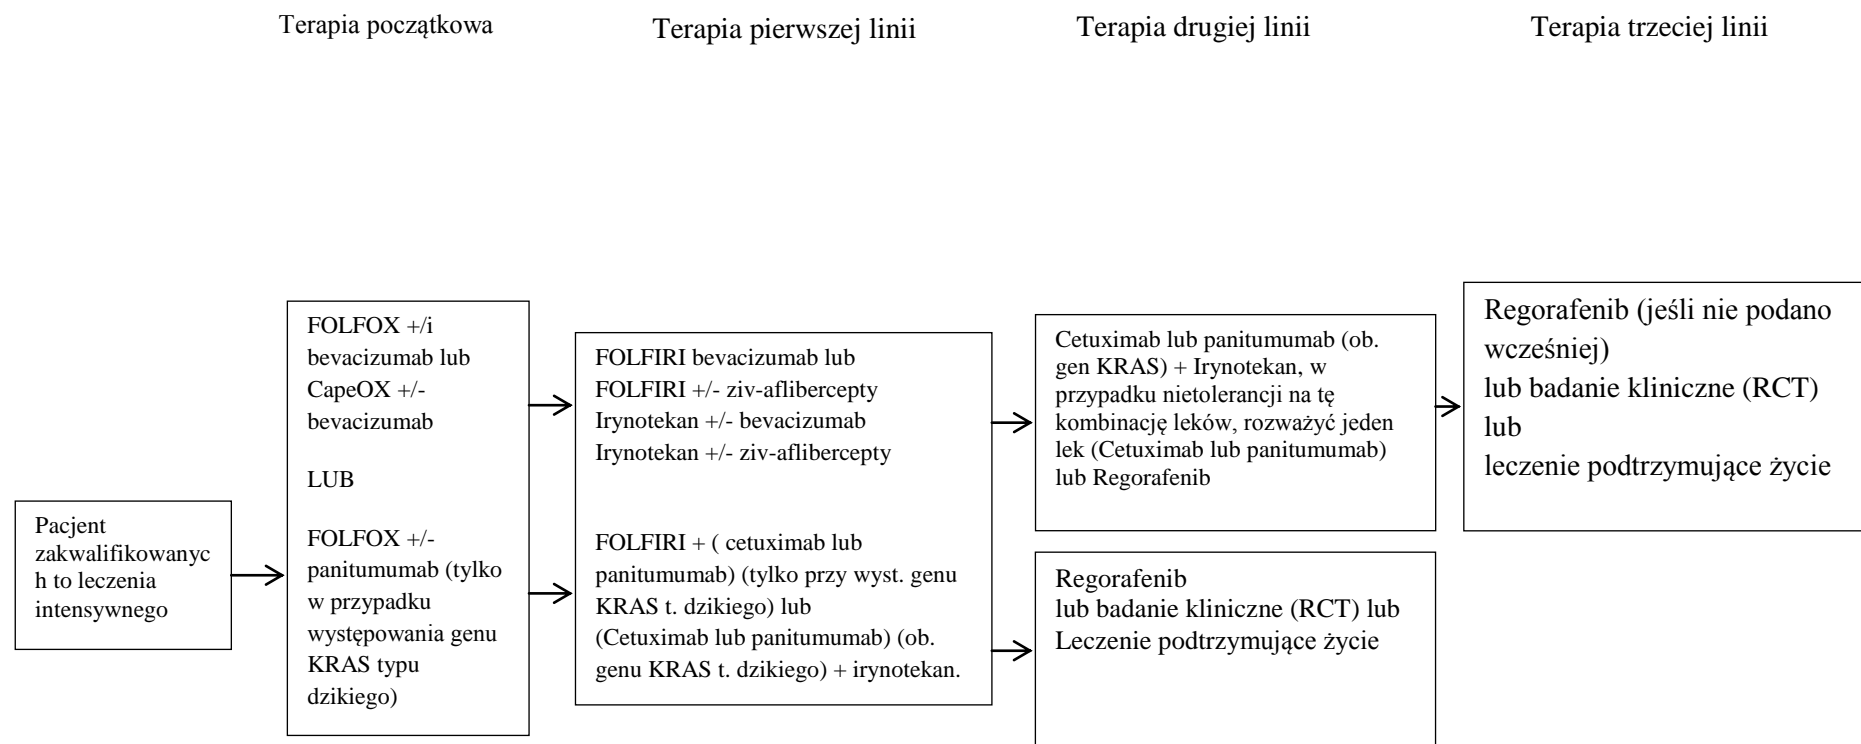 Terapia początkowa
Terapia pierwszej linii
Terapia drugiej linii
Terapia trzeciej linii
Pacjent
zakwalifikowanyc
h to leczenia
intensywnego
FOLFOX +/i
bevacizumab lub
CapeOX +/-
bevacizumab
LUB
FOLFOX +/-
panitumumab (tylko
w przypadku
występowania genu
KRAS typu
dzikiego)
FOLFIRI bevacizumab lub
FOLFIRI +/- ziv-aflibercepty
Irynotekan +/- bevacizumab
Irynotekan +/- ziv-aflibercepty
FOLFIRI + ( cetuximab lub
panitumumab) (tylko przy wyst. genu
KRAS t. dzikiego) lub
(Cetuximab lub panitumumab) (ob.
genu KRAS t. dzikiego) + irynotekan.
Cetuximab lub panitumumab (ob.
gen KRAS) + Irynotekan, w
przypadku nietolerancji na tę
kombinację leków, rozważyć jeden
lek (Cetuximab lub panitumumab)
lub Regorafenib
Regorafenib
lub badanie kliniczne (RCT) lub
Leczenie podtrzymujące życie
Regorafenib (jeśli nie podano
wcześniej)
lub badanie kliniczne (RCT)
lub
leczenie podtrzymujące życie